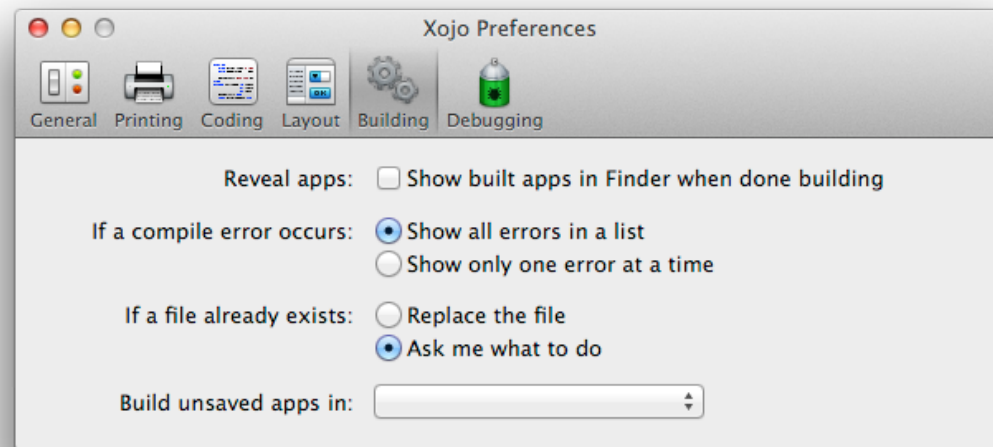 Xojo Preferences
General Printing Coding Layout Building Debugging
Reveal apps: Show built apps in Finder when done building
If a compile error occurs: Show all errors in a list
Show only one error at a time
If a file already exists: Replace the file
Ask me what to do
Build unsaved apps in: